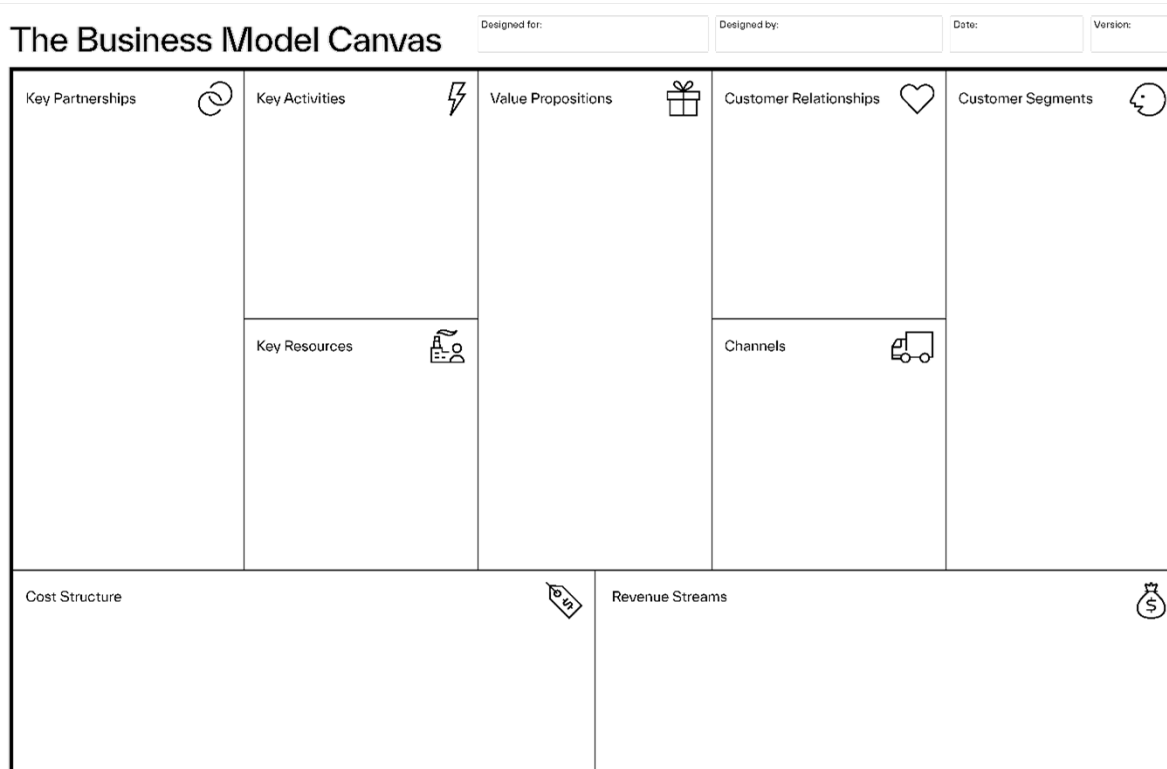 The Business Model Canvas
Designed for:
Designed by:
Date:
Version:
Key Partnerships
Key Activities
Value Propositions
Customer Relationships
Customer Segments
Key Resources
Channels
Cost Structure
$
Revenue Streams
$